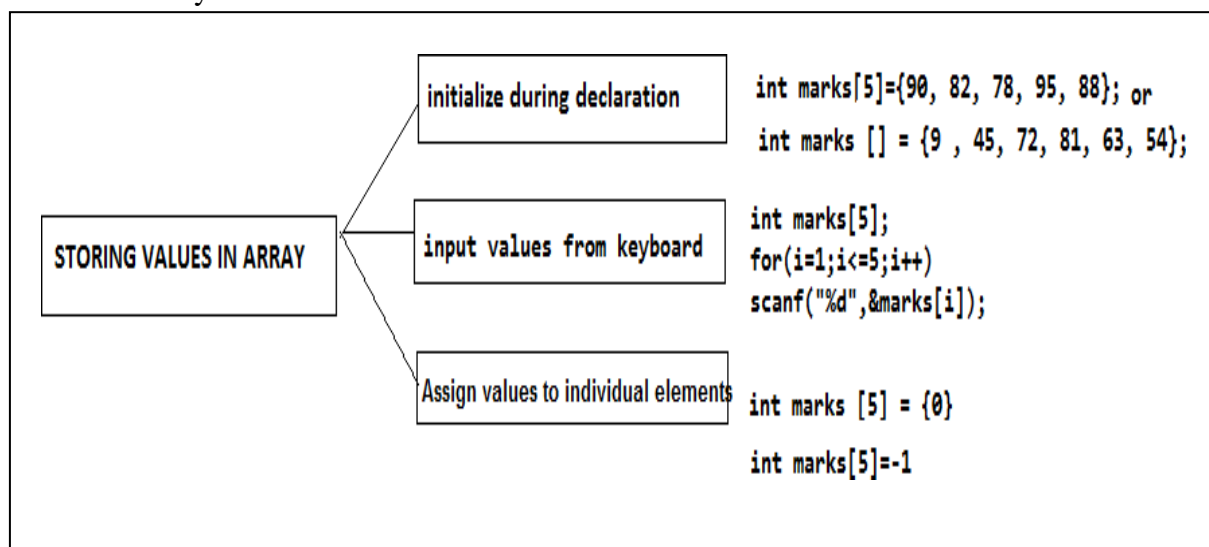 initialize during declaration
int marks[5]={90, 82, 78, 95, 88}; or
int marks [] = {9 , 45, 72, 81, 63, 54};
STORING VALUES IN ARRAY
input values from keyboard
int marks[5];
for(i=1;i<=5;i++)
scanf("%d",&marks[i]);
Assign values to individual elements
int marks [5] = {0}
int marks[5]=-1